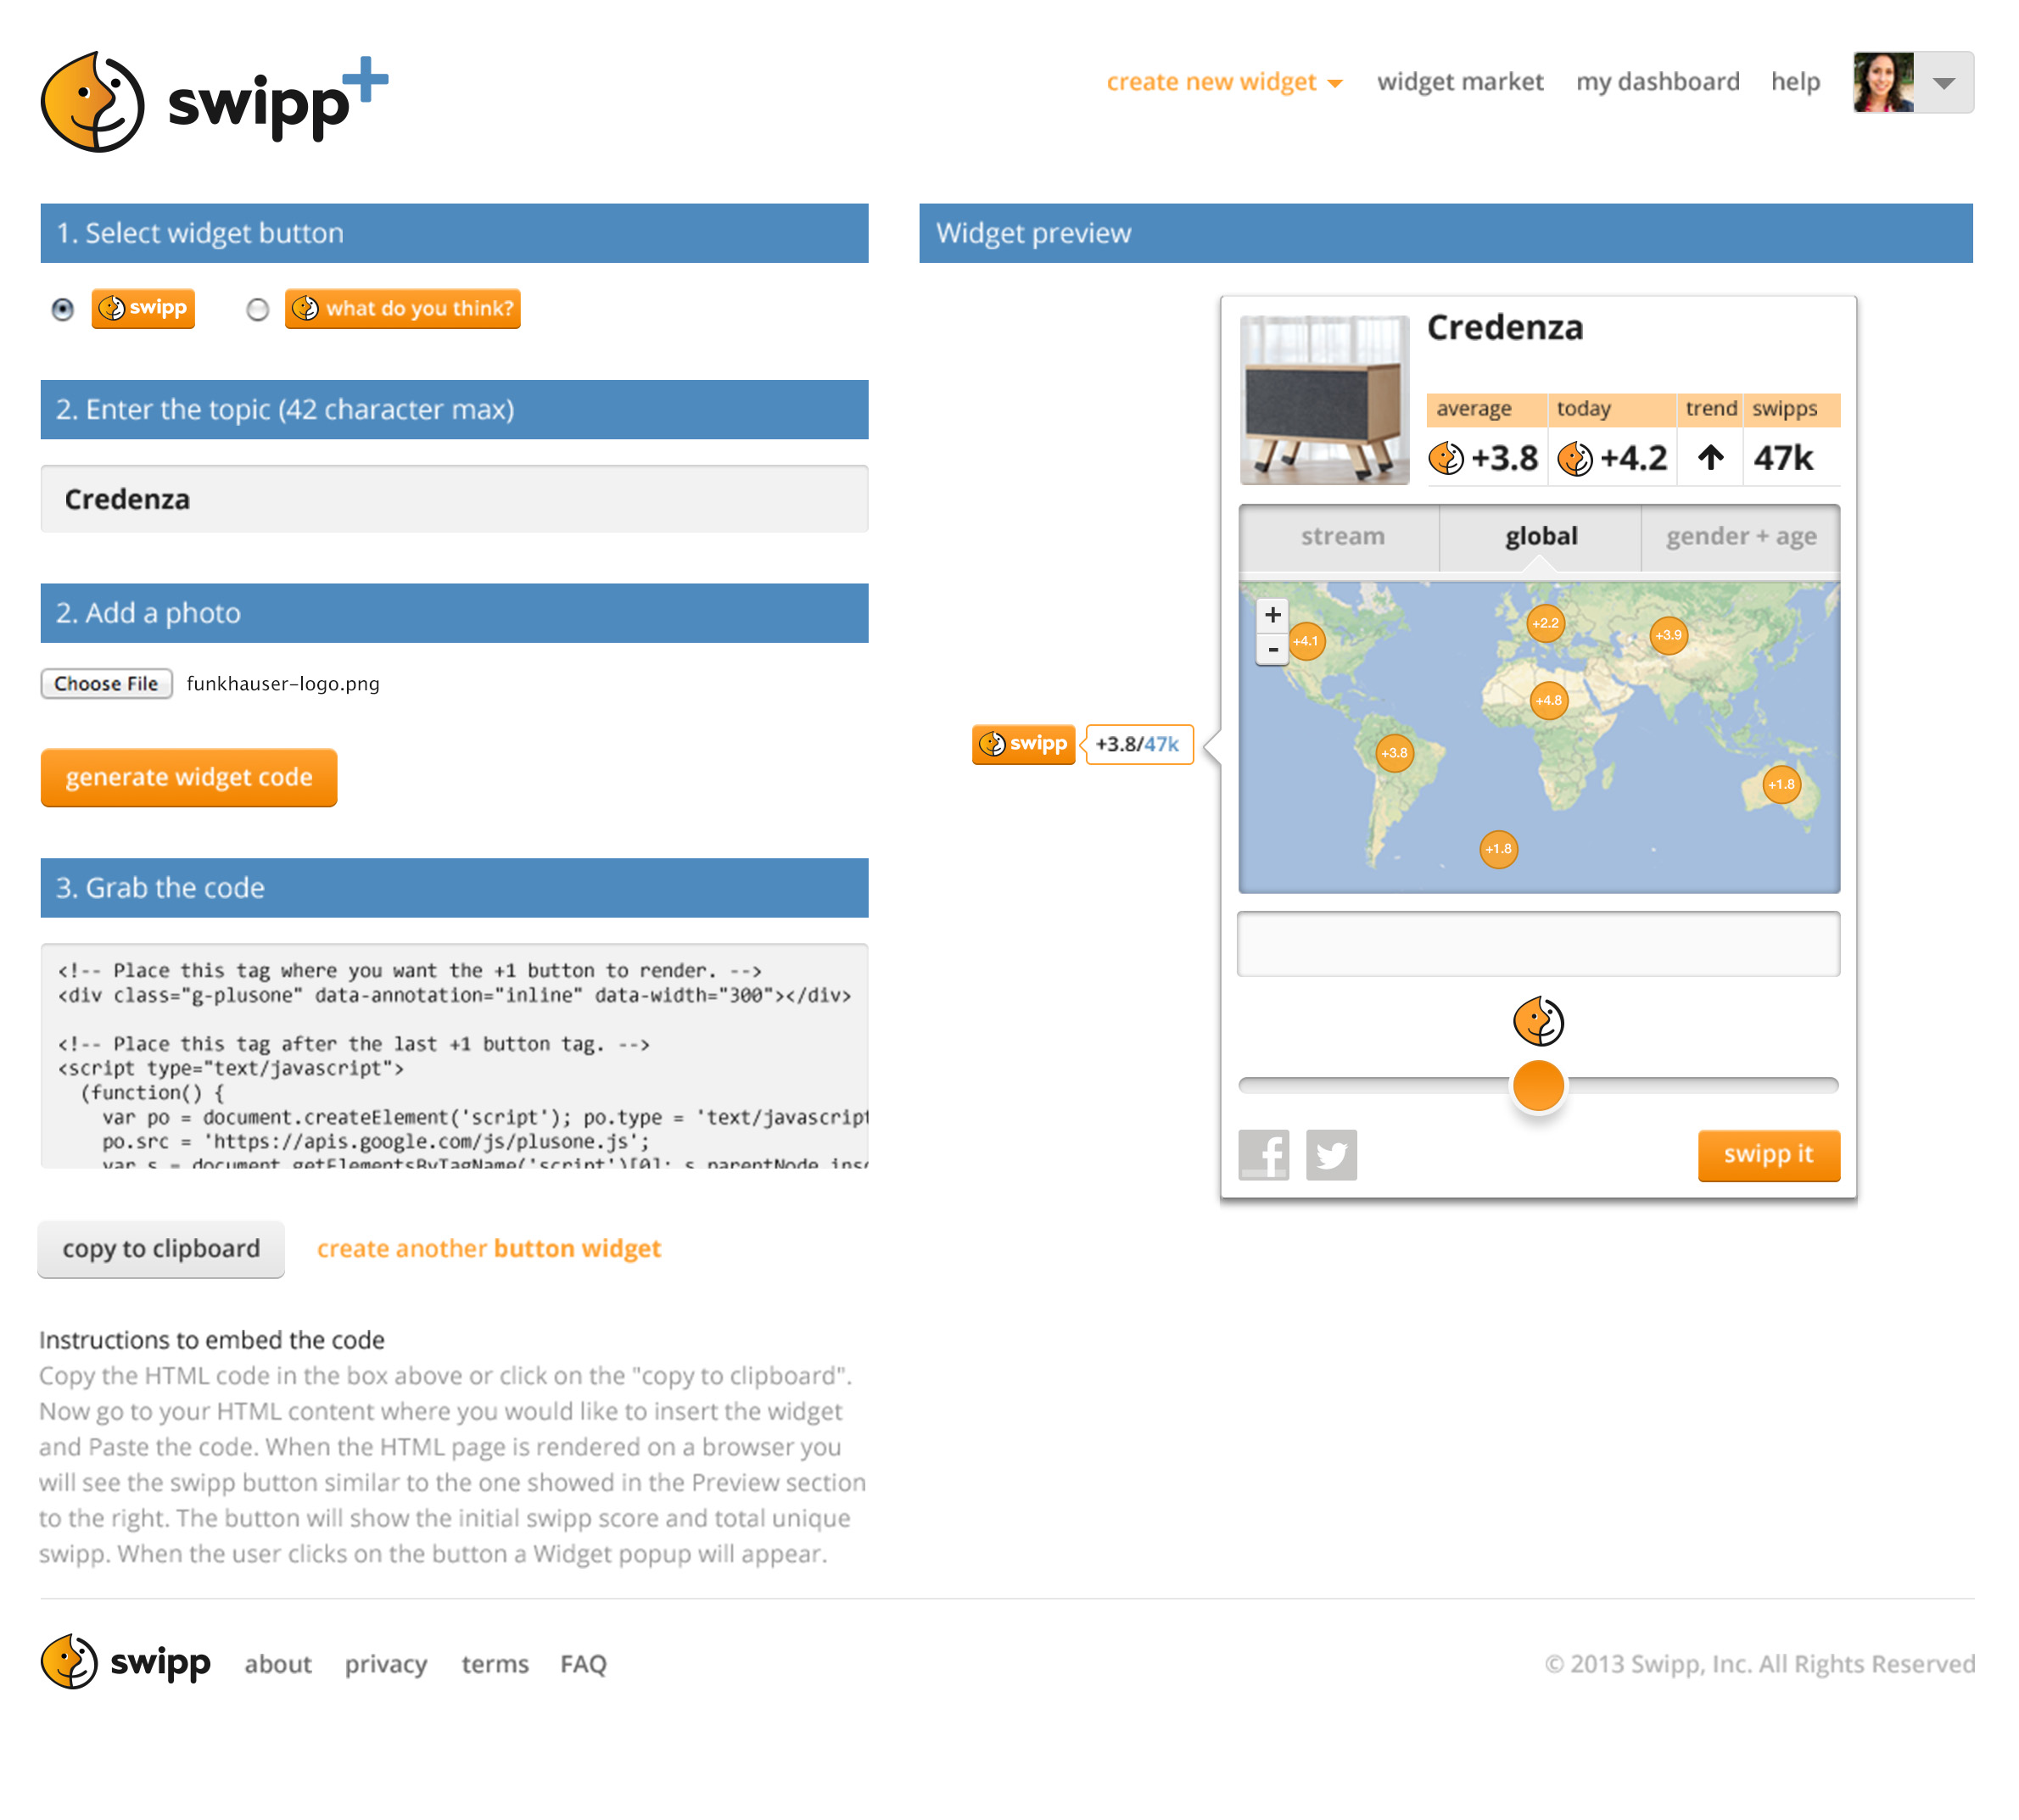 swipp+
create new widget
widget market
my dashboard
help
1. Select widget button
swipp
what do you think?
2. Enter the topic (42 character max)
Credenza
2. Add a photo
Choose File funkhauser-logo.png
generate widget code
3. Grab the code
<!-- Place this tag where you want the +1 button to render. -->
<div class="g-plusone" data-annotation="inline" data-width="300"></div>
<!-- Place this tag after the last +1 button tag. -->
<script type="text/javascript">
(function() {
var po = document.createElement('script'); po.type = 'text/javascript
po.src = 'https://apis.google.com/js/plusone.js';
var s = document.getElementsByTagName('script')[0]; s.parentNode.inse
copy to clipboard
create another button widget
Instructions to embed the code
Copy the HTML code in the box above or click on the "copy to clipboard".
Now go to your HTML content where you would like to insert the widget
and Paste the code. When the HTML page is rendered on a browser you
will see the swipp button similar to the one showed in the Preview section
to the right. The button will show the initial swipp score and total unique
swipp. When the user clicks on the button a Widget popup will appear.
Widget preview
swipp
+3.8/47k
Credenza
average today trend swipps
+3.8 +4.2 47k
stream
global
gender + age
+
-
+4.1
+2.2
+3.9
+4.8
+3.8
+1.8
+1.8
f
swipp it
swipp
about
privacy
terms
FAQ
© 2013 Swipp, Inc. All Rights Reserved